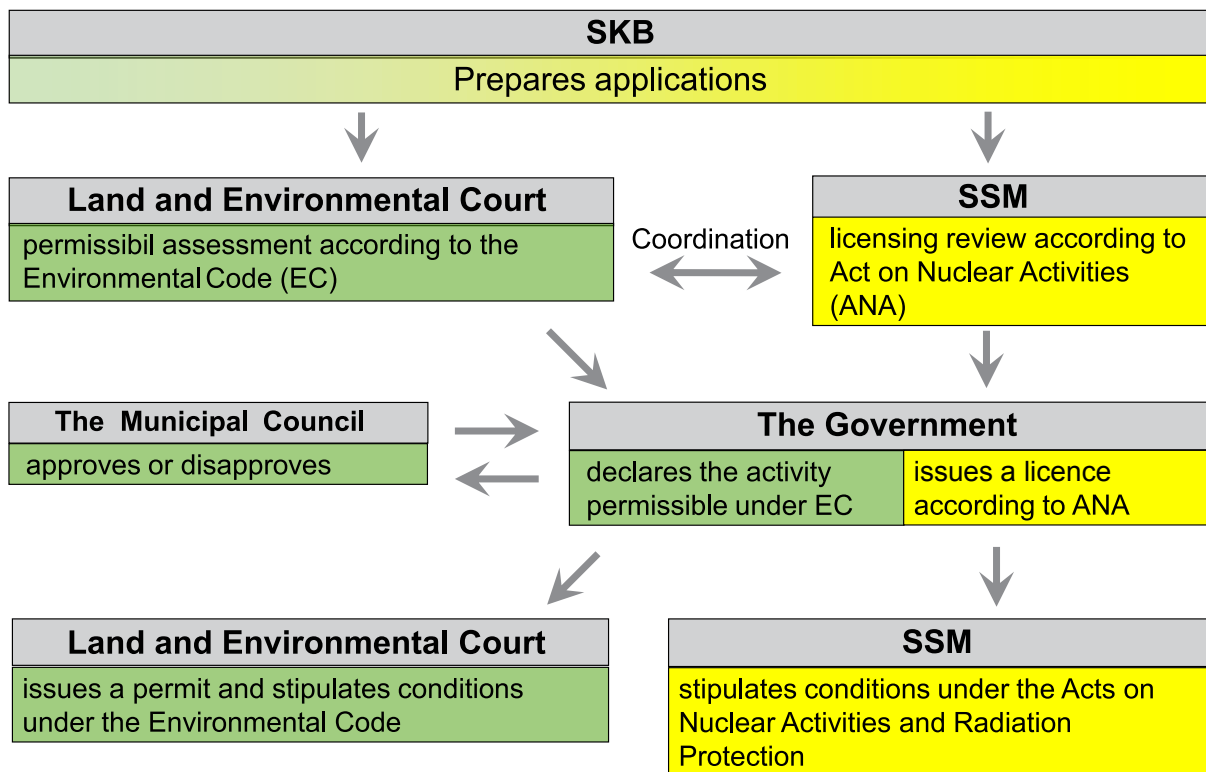 SKB
Prepares applications
Land and Environmental Court
permissibil assessment according to the
Environmental Code (EC)
Coordination
SSM
licensing review according to
Act on Nuclear Activities
(ANA)
The Municipal Council
approves or disapproves
The Government
declares the activity
permissible under EC
issues a licence
according to ANA
Land and Environmental Court
issues a permit and stipulates conditions
under the Environmental Code
SSM
stipulates conditions under the Acts on
Nuclear Activities and Radiation
Protection